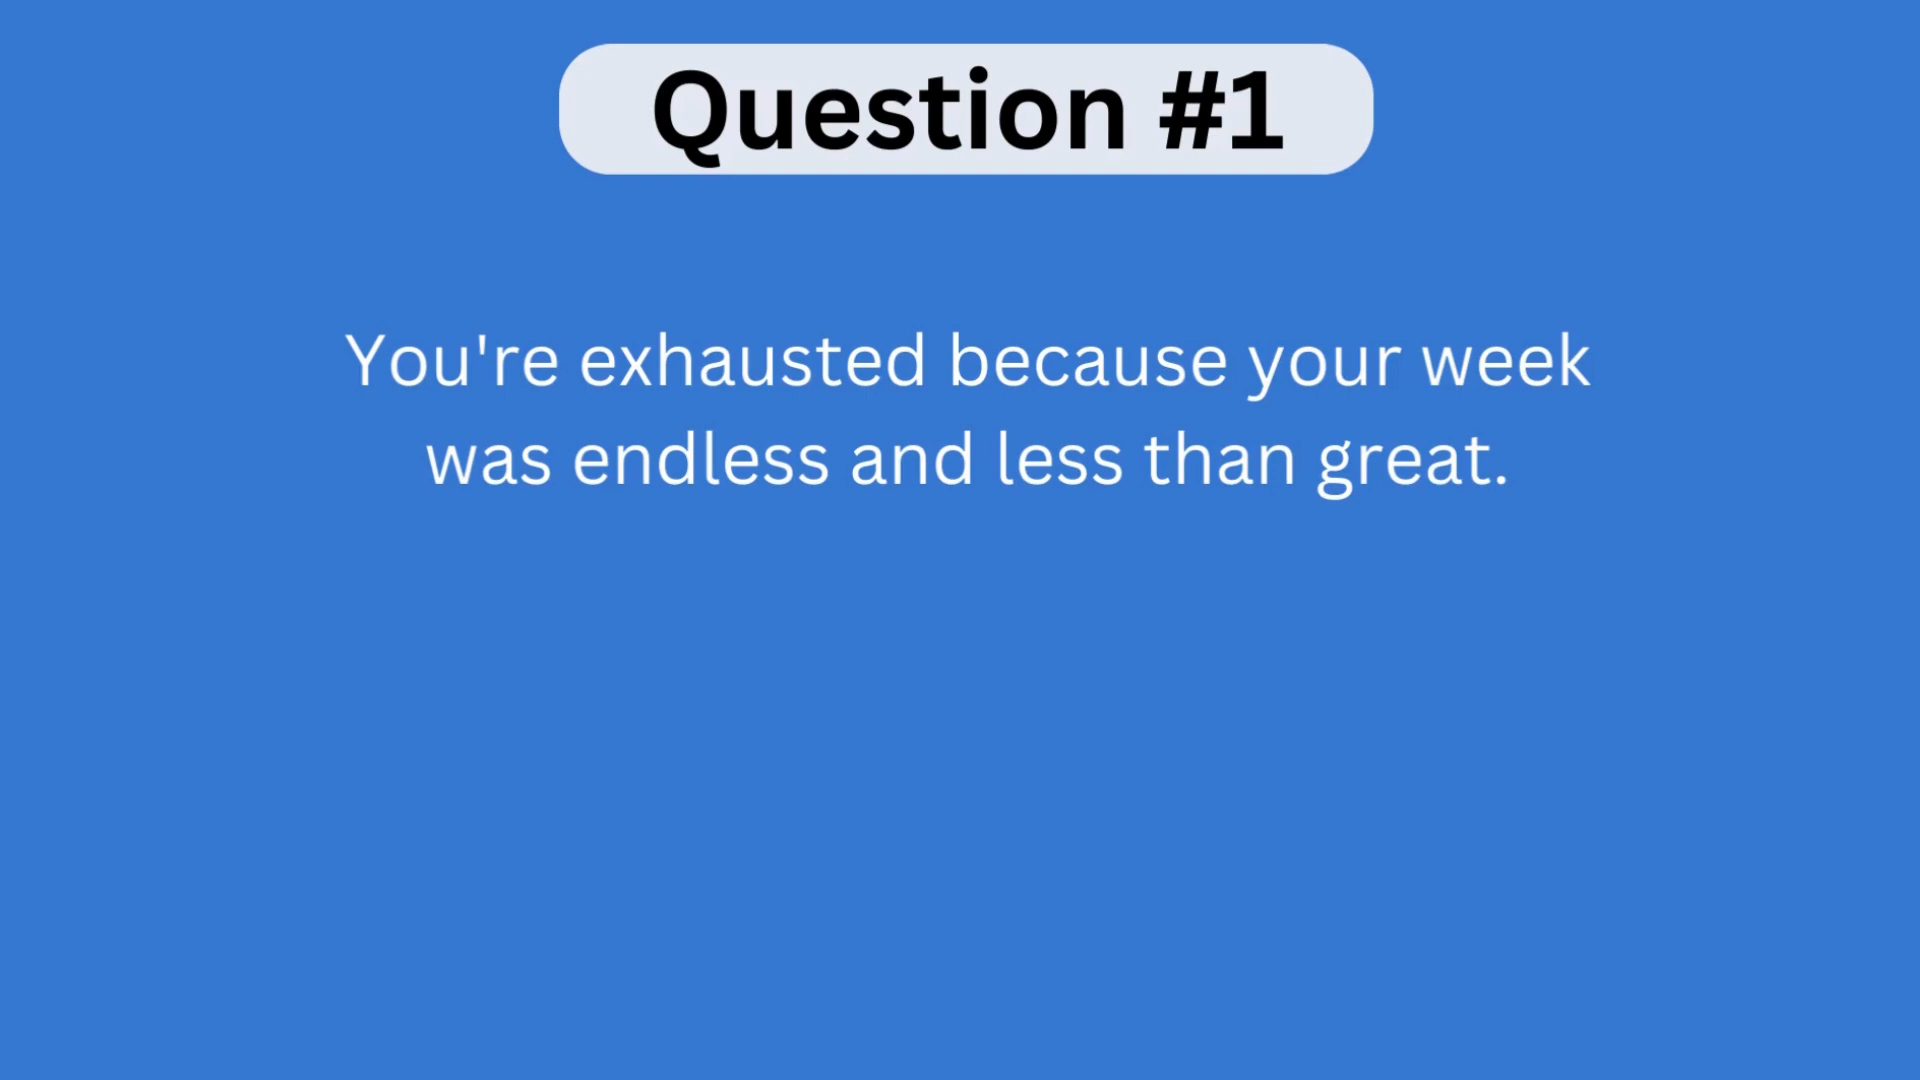 Question #1
You're exhausted because your week
was endless and less than great.